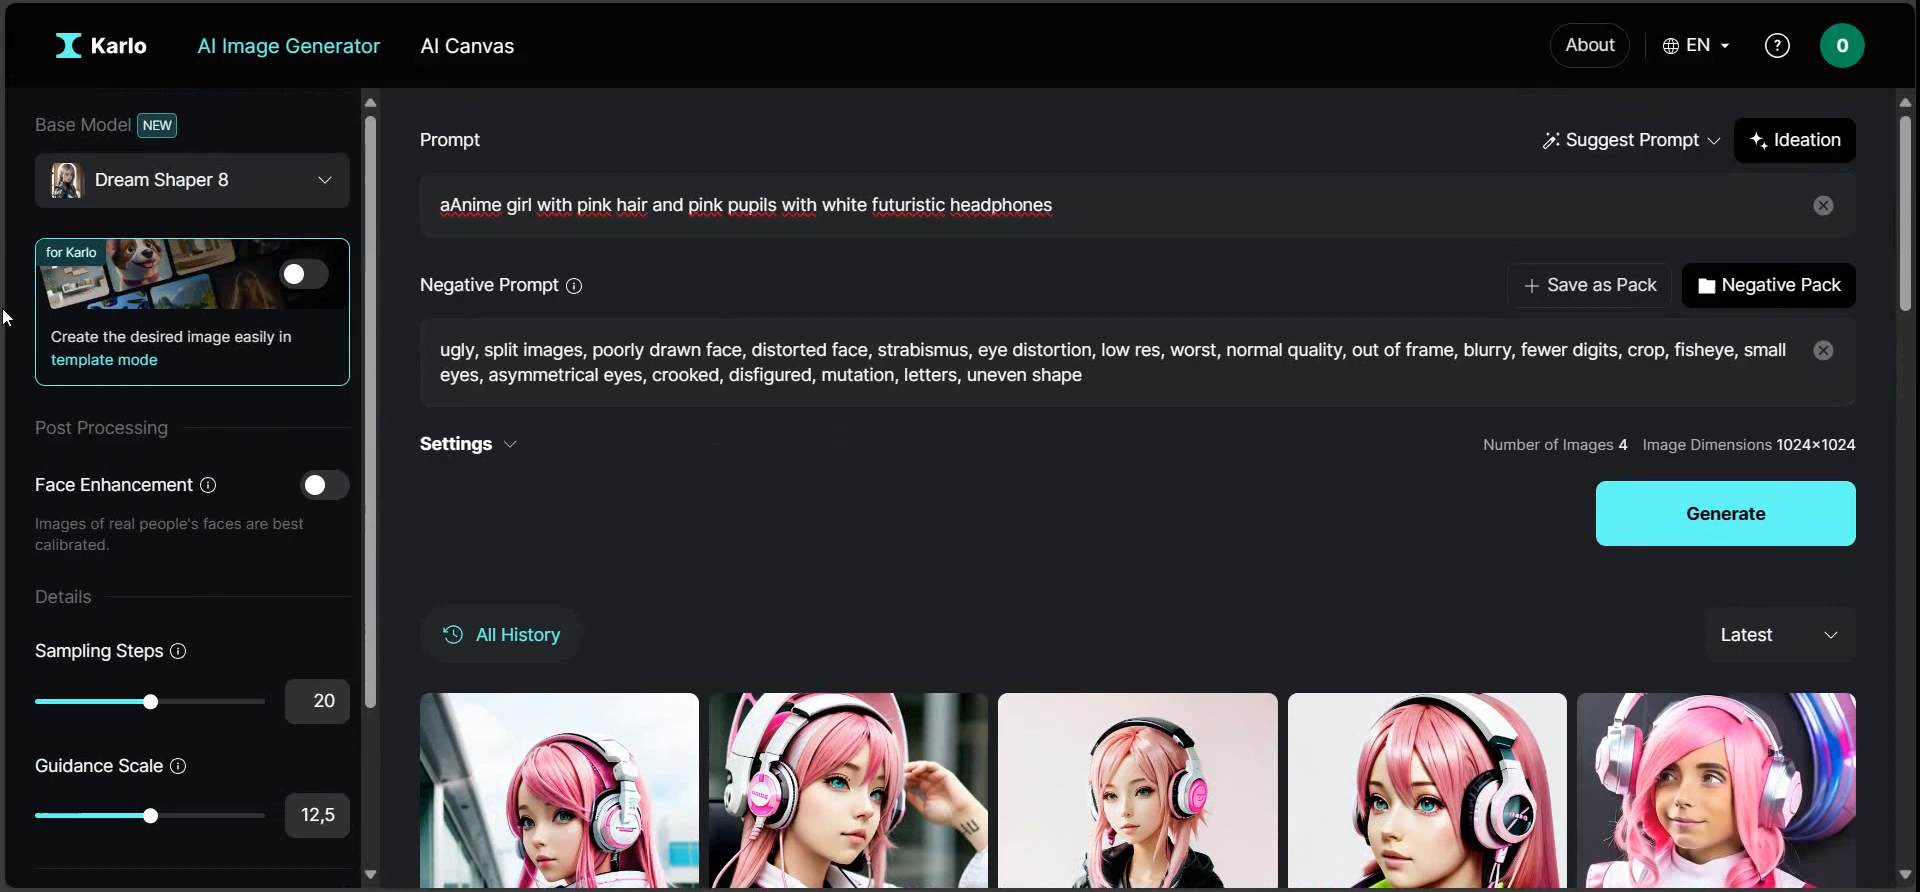 Karlo
AI Image Generator
AI Canvas
About
EN
?
0
Base Model NEW
Dream Shaper 8
for Karlo
Create the desired image easily in
template mode
Post Processing
Face Enhancement
Images of real people's faces are best
calibrated.
Details
Sampling Steps
20
Guidance Scale
12,5
Prompt
Suggest Prompt
Ideation
aAnime girl with pink hair and pink pupils with white futuristic headphones
Negative Prompt
+ Save as Pack
Negative Pack
ugly, split images, poorly drawn face, distorted face, strabismus, eye distortion, low res, worst, normal quality, out of frame, blurry, fewer digits, crop, fisheye, small
eyes, asymmetrical eyes, crooked, disfigured, mutation, letters, uneven shape
Settings
Number of Images 4 Image Dimensions 1024×1024
Generate
All History
Latest